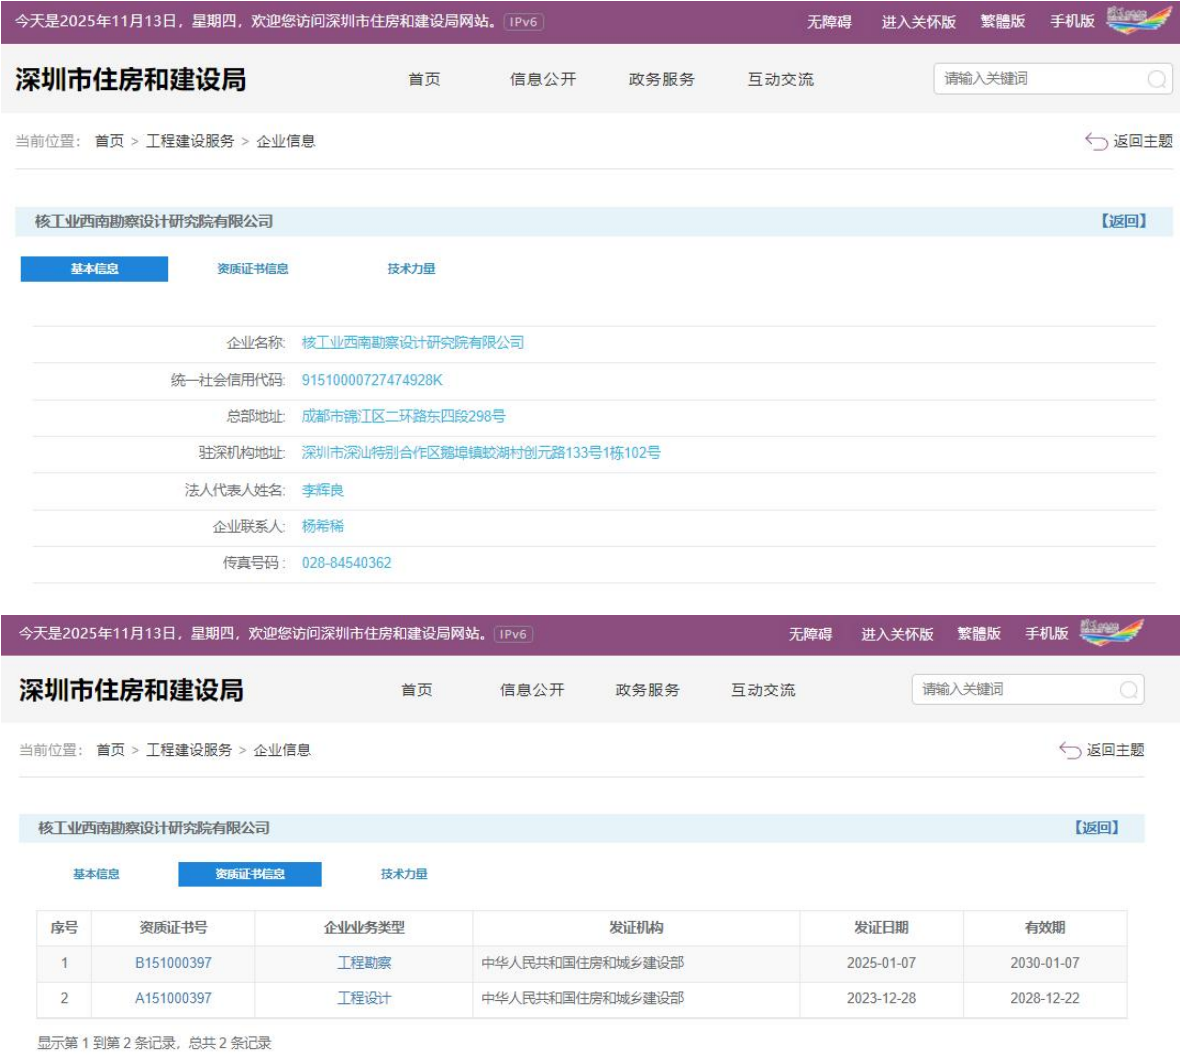 今天是2025年11月13日，星期四，欢迎您访问深圳市住房和建设局网站。 IPv6 无障碍 进入关怀版 繁體版 手机版
深圳市住房和建设局 首页 信息公开 政务服务 互动交流 请输入关键词
当前位置： 首页 > 工程建设服务 > 企业信息 返回主题
核工业西南勘察设计研究院有限公司 【返回】
基本信息 资质证书信息 技术力量
企业名称: 核工业西南勘察设计研究院有限公司
统一社会信用代码: 91510000727474928K
总部地址: 成都市锦江区二环路东四段298号
驻深机构地址: 深圳市深汕特别合作区鹅埠镇蛟湖村创元路133号1栋102号
法人代表人姓名: 李辉良
企业联系人: 杨希稀
传真号码 : 028-84540362
今天是2025年11月13日，星期四，欢迎您访问深圳市住房和建设局网站。 IPv6 无障碍 进入关怀版 繁體版 手机版
深圳市住房和建设局 首页 信息公开 政务服务 互动交流 请输入关键词
当前位置： 首页 > 工程建设服务 > 企业信息 返回主题
核工业西南勘察设计研究院有限公司 【返回】
基本信息 资质证书信息 技术力量
序号 资质证书号 企业业务类型 发证机构 发证日期 有效期
1 B151000397 工程勘察 中华人民共和国住房和城乡建设部 2025-01-07 2030-01-07
2 A151000397 工程设计 中华人民共和国住房和城乡建设部 2023-12-28 2028-12-22
显示第 1 到第 2 条记录，总共 2 条记录